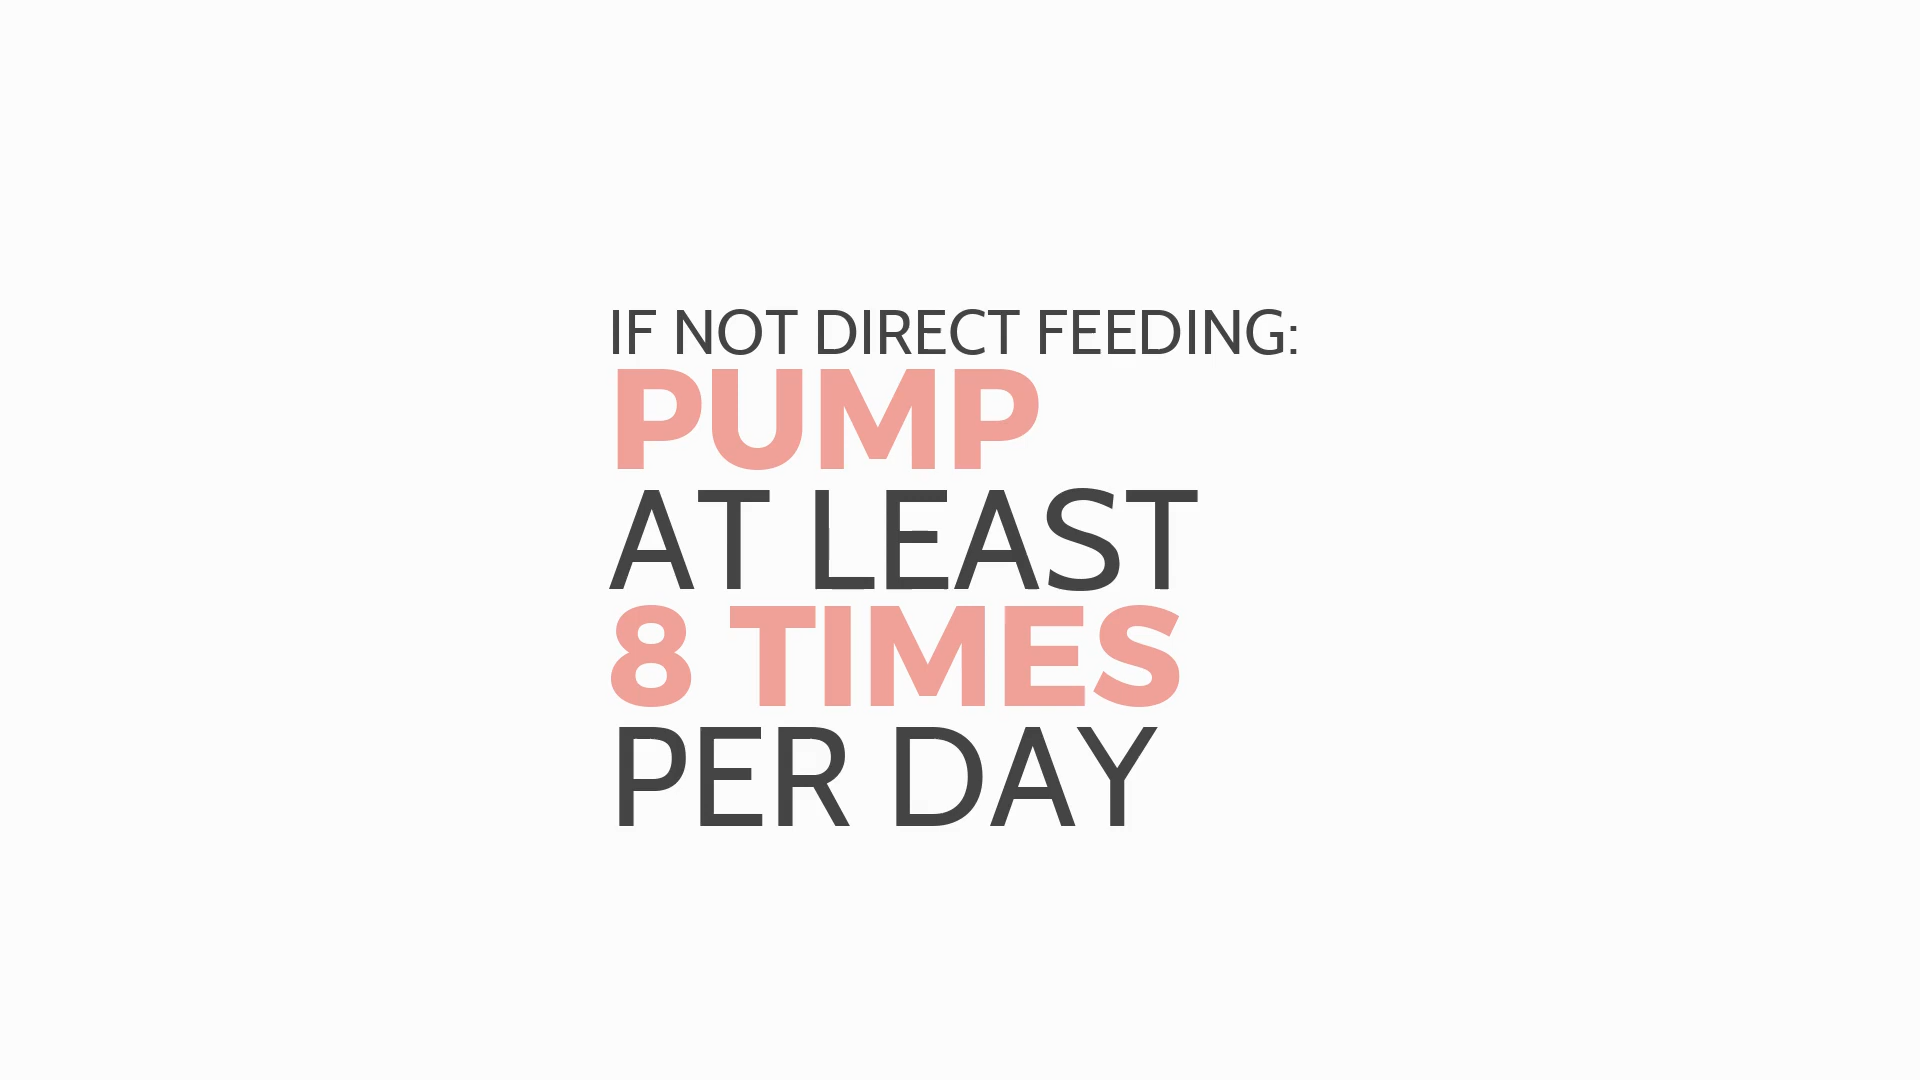 IF NOT DIRECT FEEDING:
PUMP
AT LEAST
8 TIMES
PER DAY